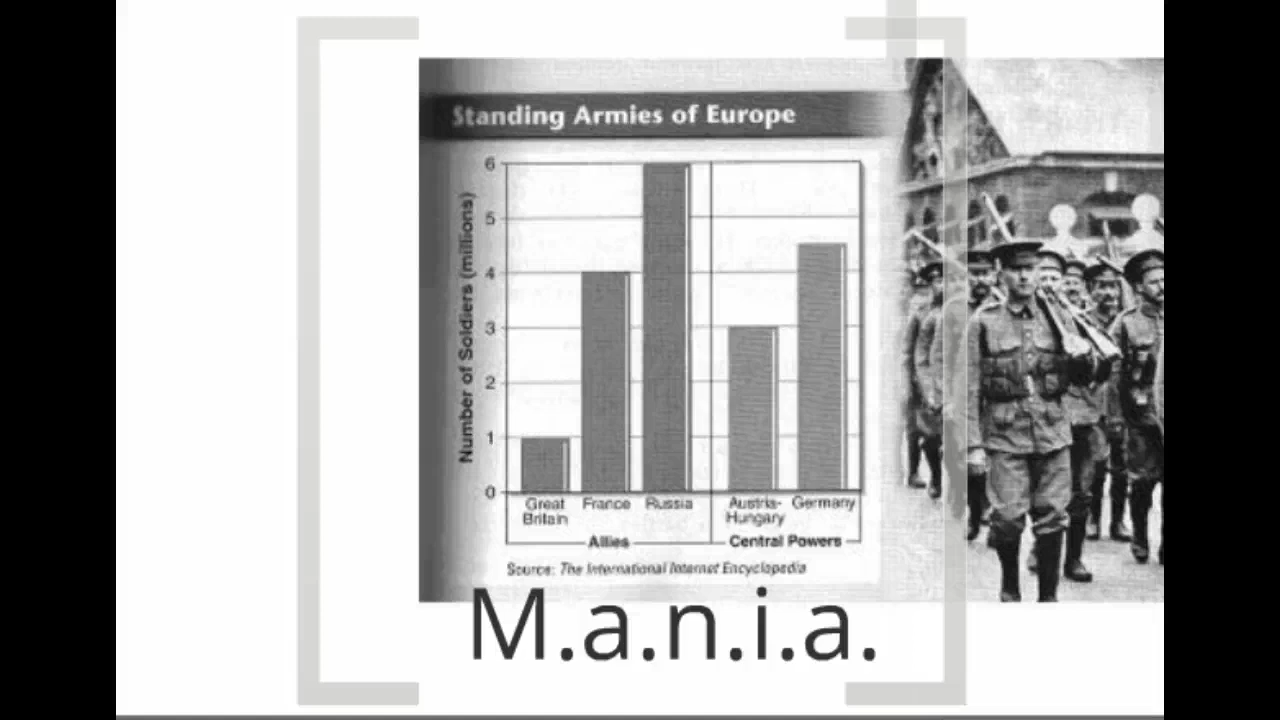 Standing Armies of Europe
Number of Soldiers (millions)
6
5
4
3
2
1
0
Great Britain
France
Russia
Austria-Hungary
Germany
Allies
Central Powers
Source: The International Internet Encyclopedia
M.a.n.i.a.